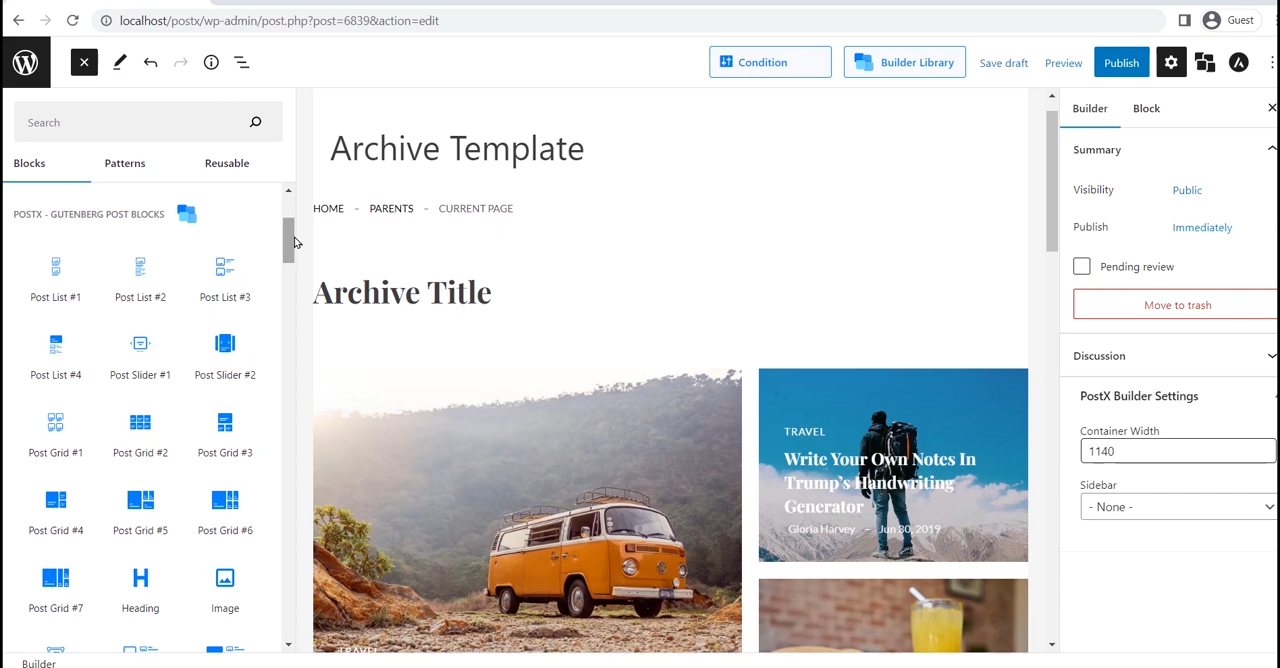 localhost/postx/wp-admin/post.php?post=6839&action=edit
Guest
Condition
Builder Library
Save draft
Preview
Publish
Search
Blocks
Patterns
Reusable
POSTX - GUTENBERG POST BLOCKS
Post List #1
Post List #2
Post List #3
Post List #4
Post Slider #1
Post Slider #2
Post Grid #1
Post Grid #2
Post Grid #3
Post Grid #4
Post Grid #5
Post Grid #6
Post Grid #7
Heading
Image
Builder
Archive Template
HOME - PARENTS - CURRENT PAGE
Archive Title
TRAVEL
TRAVEL
Write Your Own Notes In
Trump's Handwriting
Generator
Gloria Harvey - Jun 30, 2019
Builder
Block
Summary
Visibility
Public
Publish
Immediately
Pending review
Move to trash
Discussion
PostX Builder Settings
Container Width
1140
Sidebar
- None -